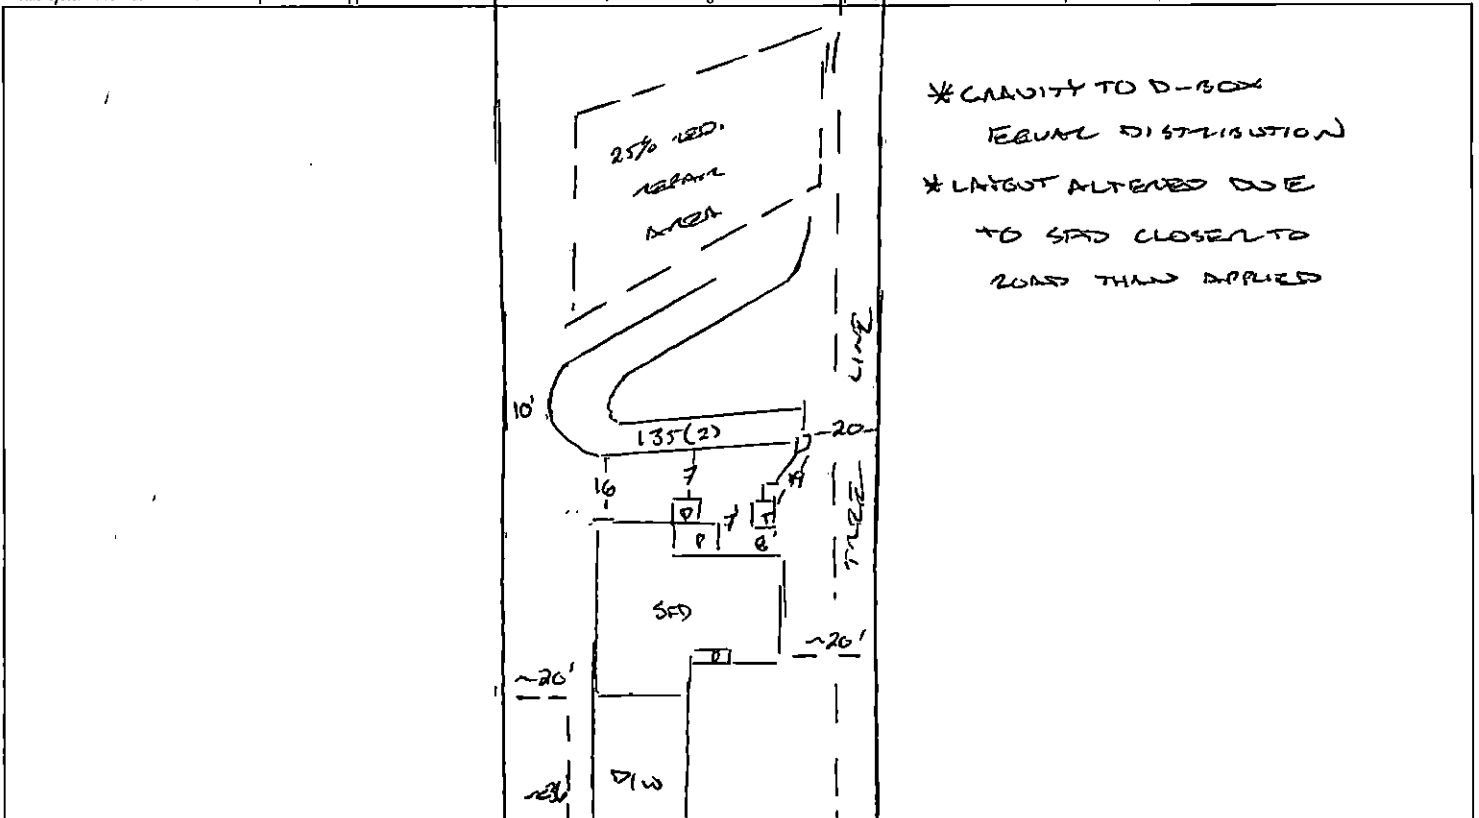 * GRAVITY TO D-BOX
EQUAL DISTRIBUTION
* LAYOUT ALTERED DUE
TO SFD CLOSER TO
ROAD THAN APPLIED
25% RED.
REPAIR
AREA
LINE
10'
135(2)
~20
16
7
19
D
7'
T
P
8'
TREE
SFD
~20'
D
~20'
D/W